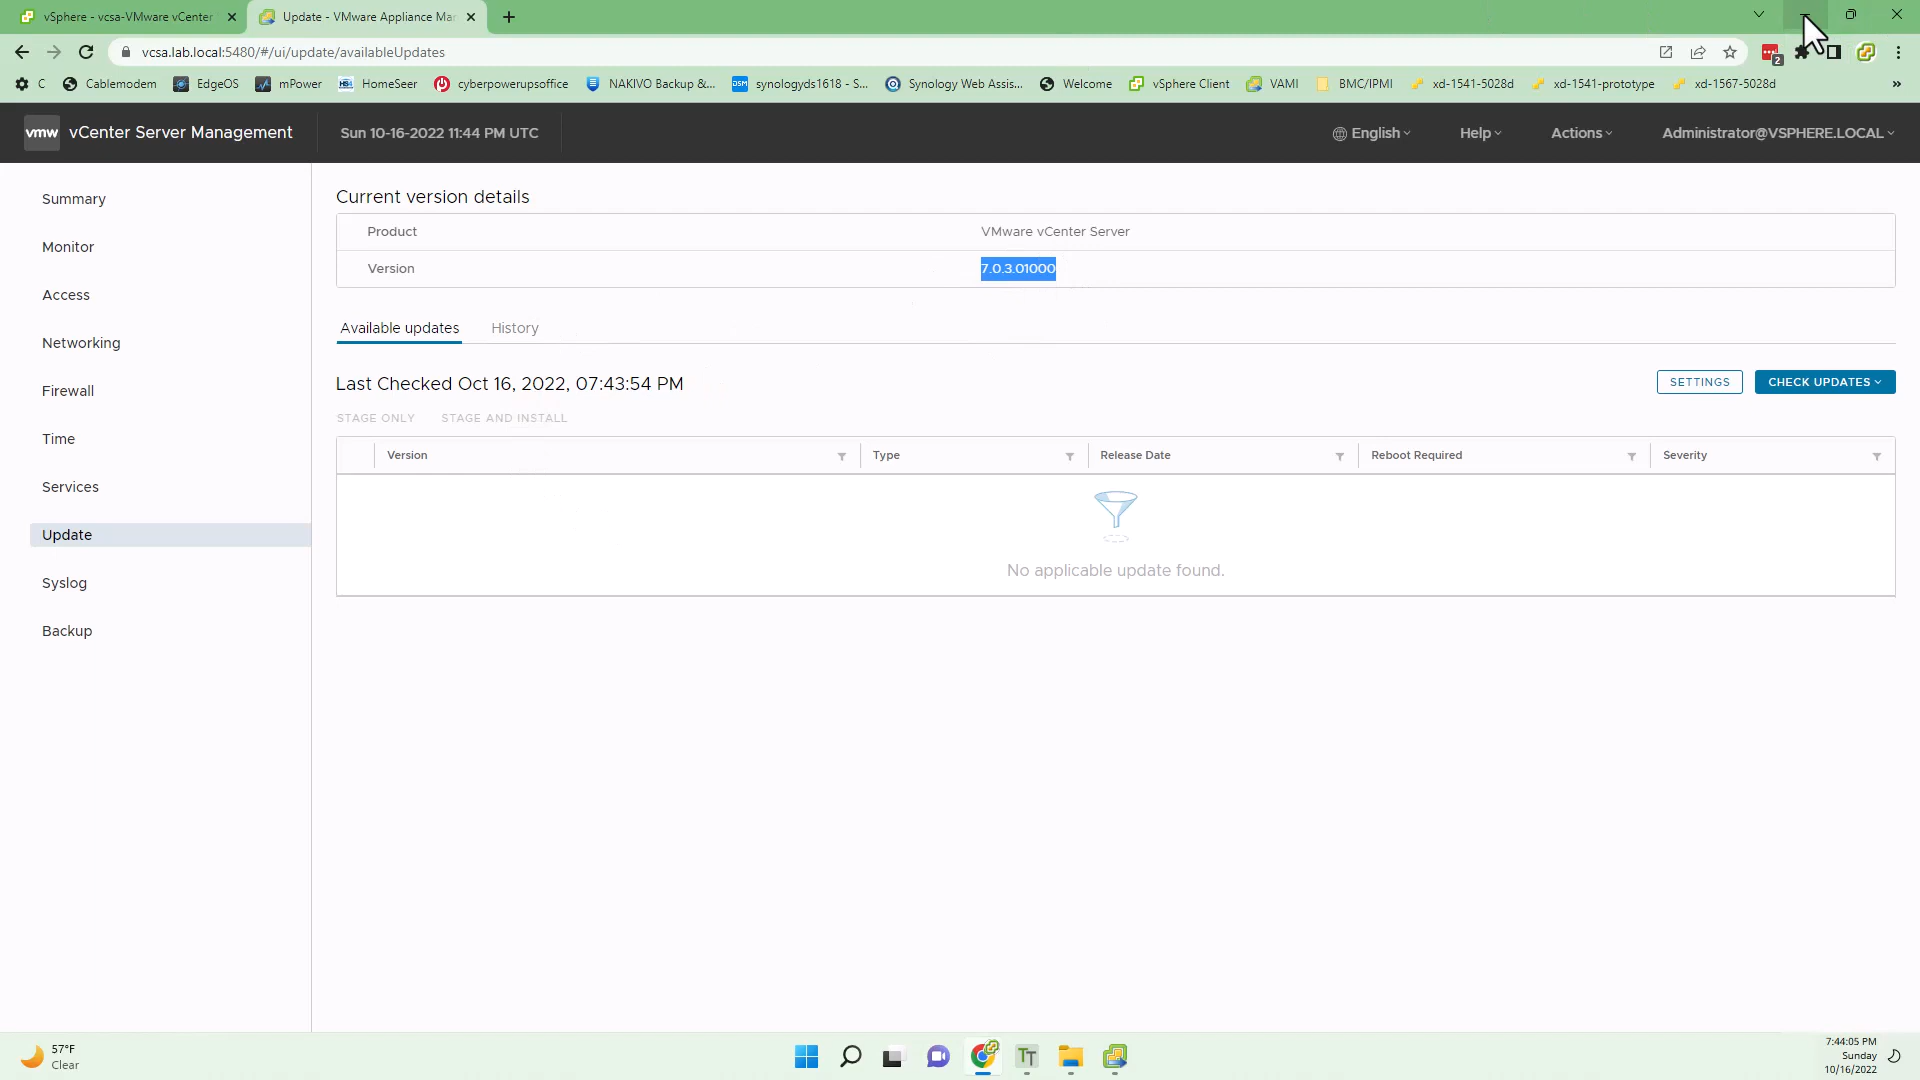 vSphere - vcsa-VMware vCenter
Update - VMware Appliance Mar
vcsa.lab.local:5480/#/ui/update/availableUpdates
2
C
Cablemodem
EdgeOS
mPower
HS4
HomeSeer
cyberpowerupsoffice
NAKIVO Backup &...
DSM
synologyds1618 - S...
Synology Web Assis...
Welcome
vSphere Client
VAMI
BMC/IPMI
xd-1541-5028d
xd-1541-prototype
xd-1567-5028d
»
vmw
vCenter Server Management
Sun 10-16-2022 11:44 PM UTC
English
Help
Actions
Administrator@VSPHERE.LOCAL
Summary
Monitor
Access
Networking
Firewall
Time
Services
Update
Syslog
Backup
Current version details
Product
VMware vCenter Server
Version
7.0.3.01000
Available updates
History
Last Checked Oct 16, 2022, 07:43:54 PM
SETTINGS
CHECK UPDATES
STAGE ONLY
STAGE AND INSTALL
Version
Type
Release Date
Reboot Required
Severity
No applicable update found.
57°F
Clear
TT
7:44:05 PM
Sunday
10/16/2022